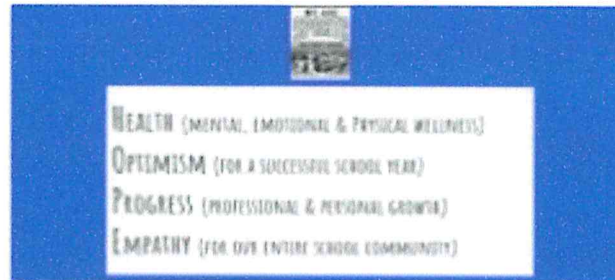 HEALTH (MENTAL, EMOTIONAL & PHYSICAL WELLNESS)
OPTIMISM (FOR A SUCCESSFUL SCHOOL YEAR)
PROGRESS (PROFESSIONAL & PERSONAL GROWTH)
EMPATHY (FOR OUR ENTIRE SCHOOL COMMUNITY)